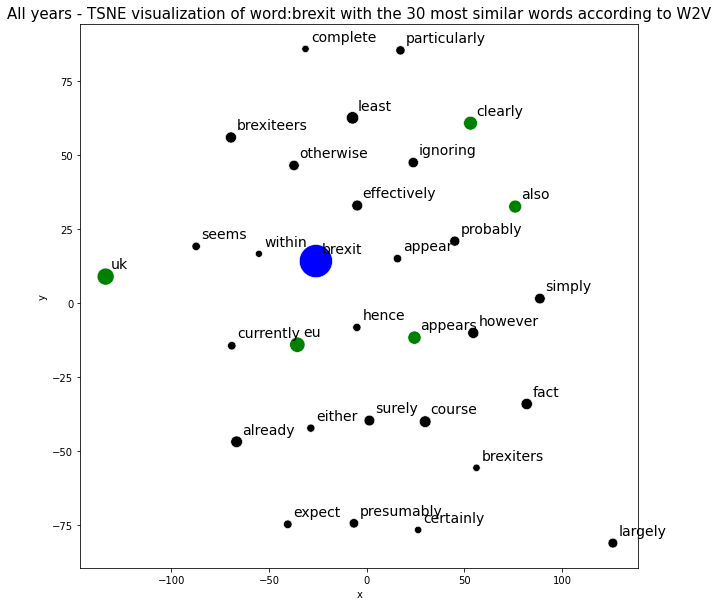 All years - TSNE visualization of word:brexit with the 30 most similar words according to W2V
complete
particularly
75
least
clearly
brexiteers
otherwise
ignoring
50
effectively
also
25
probably
seems
within
brexit
appear
uk
simply
y
0
hence
currently
eu
appears
however
−25
fact
either
surely
course
already
−50
brexiters
expect
presumably
certainly
−75
largely
−100
−50
0
50
100
x